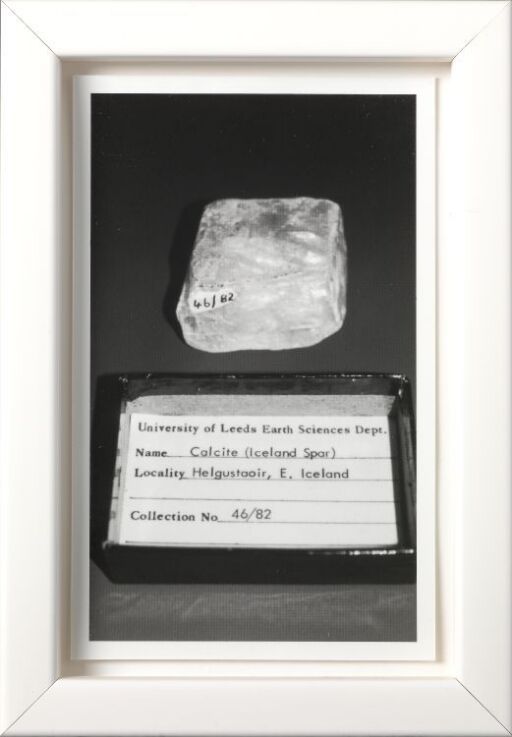 46/82
University of Leeds Earth Sciences Dept.
Name Calcite (Iceland Spar)
Locality Helgustaoir, E. Iceland
Collection No 46/82